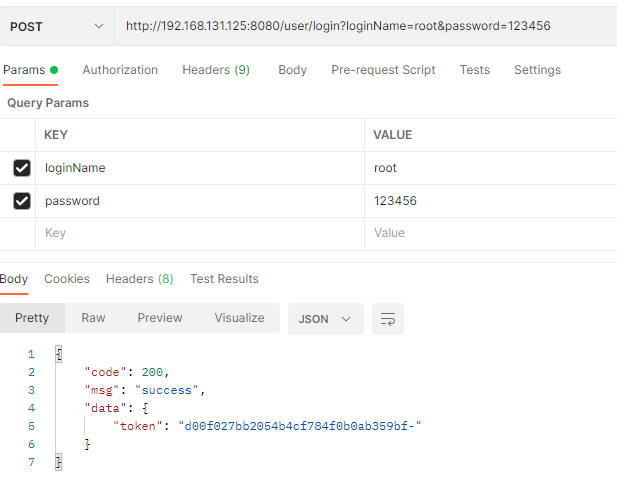 POST http://192.168.131.125:8080/user/login?loginName=root&password=123456
Params Authorization Headers (9) Body Pre-request Script Tests Settings
Query Params
KEY VALUE
loginName root
password 123456
Key Value
Body Cookies Headers (8) Test Results
Pretty Raw Preview Visualize JSON
1 {
2 "code": 200,
3 "msg": "success",
4 "data": {
5 "token": "d00f027bb2054b4cf784f0b0ab359bf-"
6 }
7 }